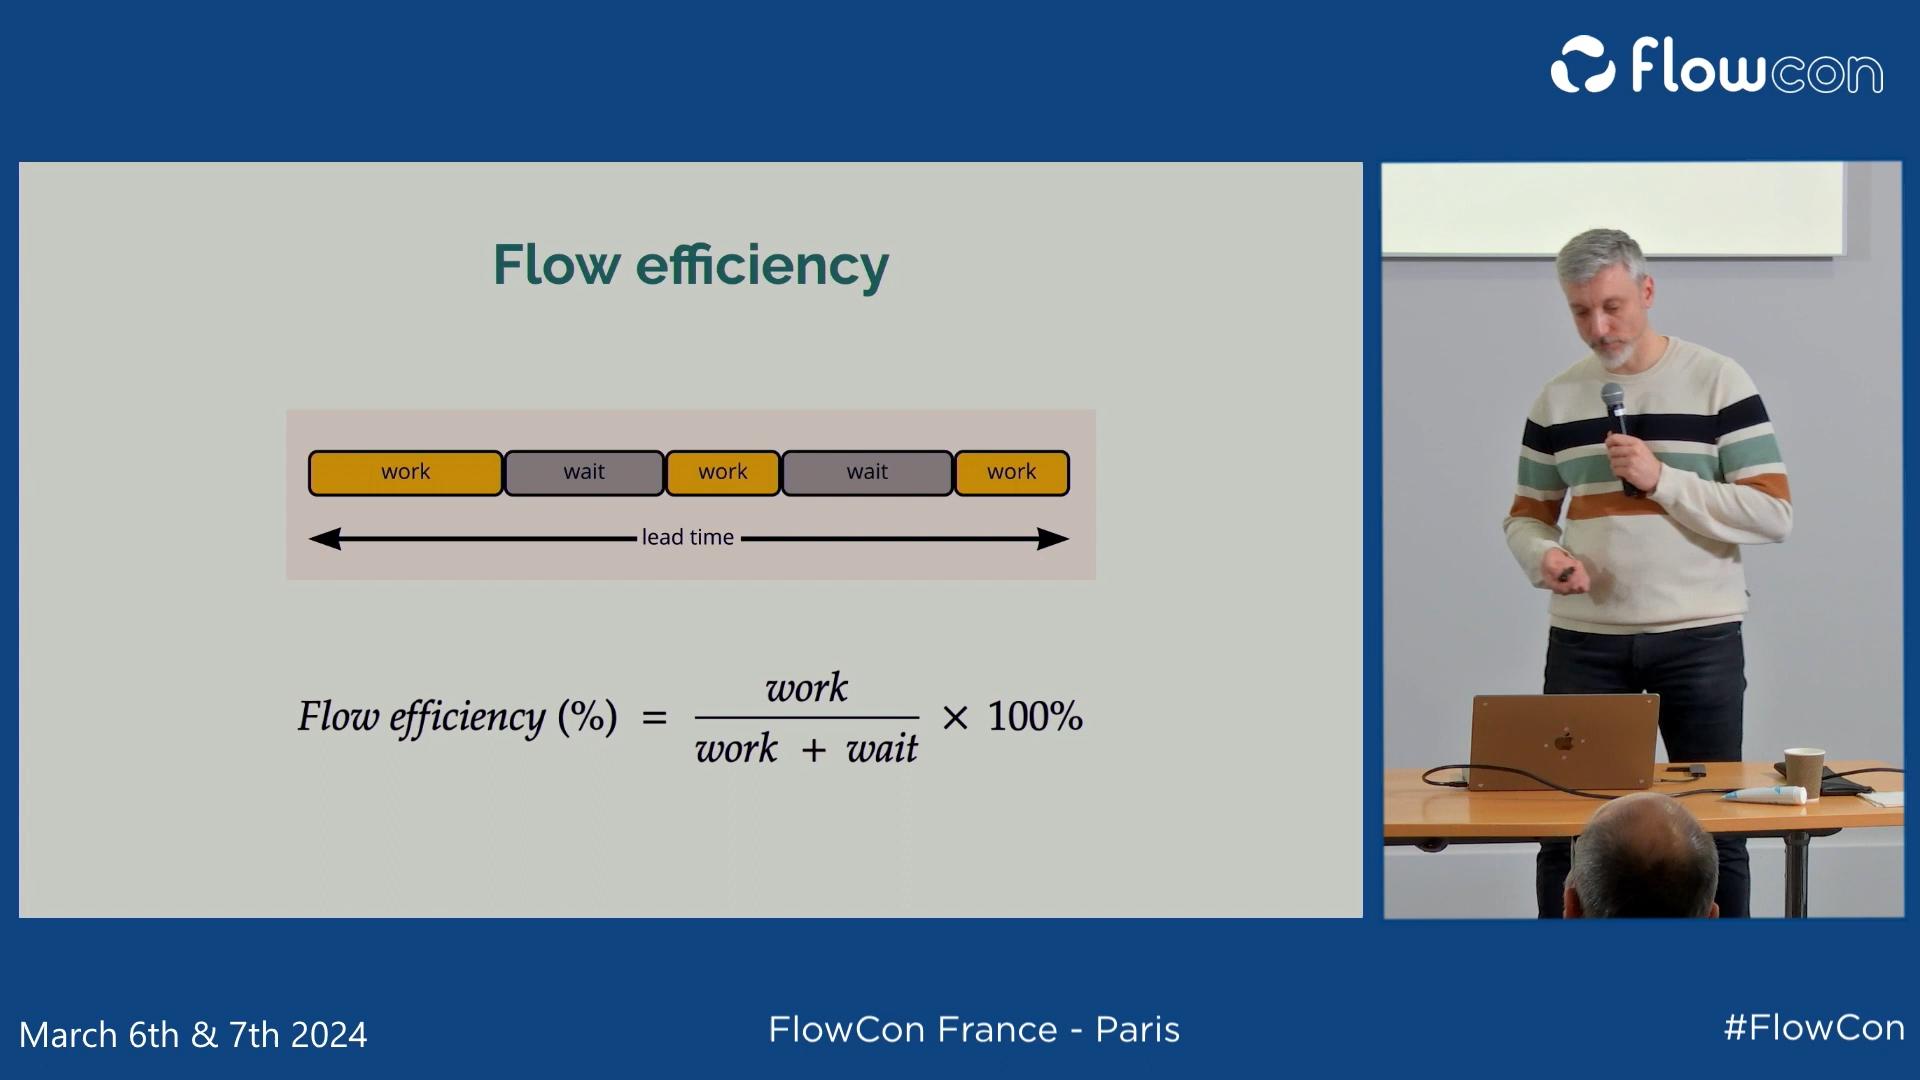 flowcon
Flow efficiency
work wait work wait work
lead time
Flow efficiency (%) = work / work + wait × 100%
March 6th & 7th 2024
FlowCon France - Paris
#FlowCon